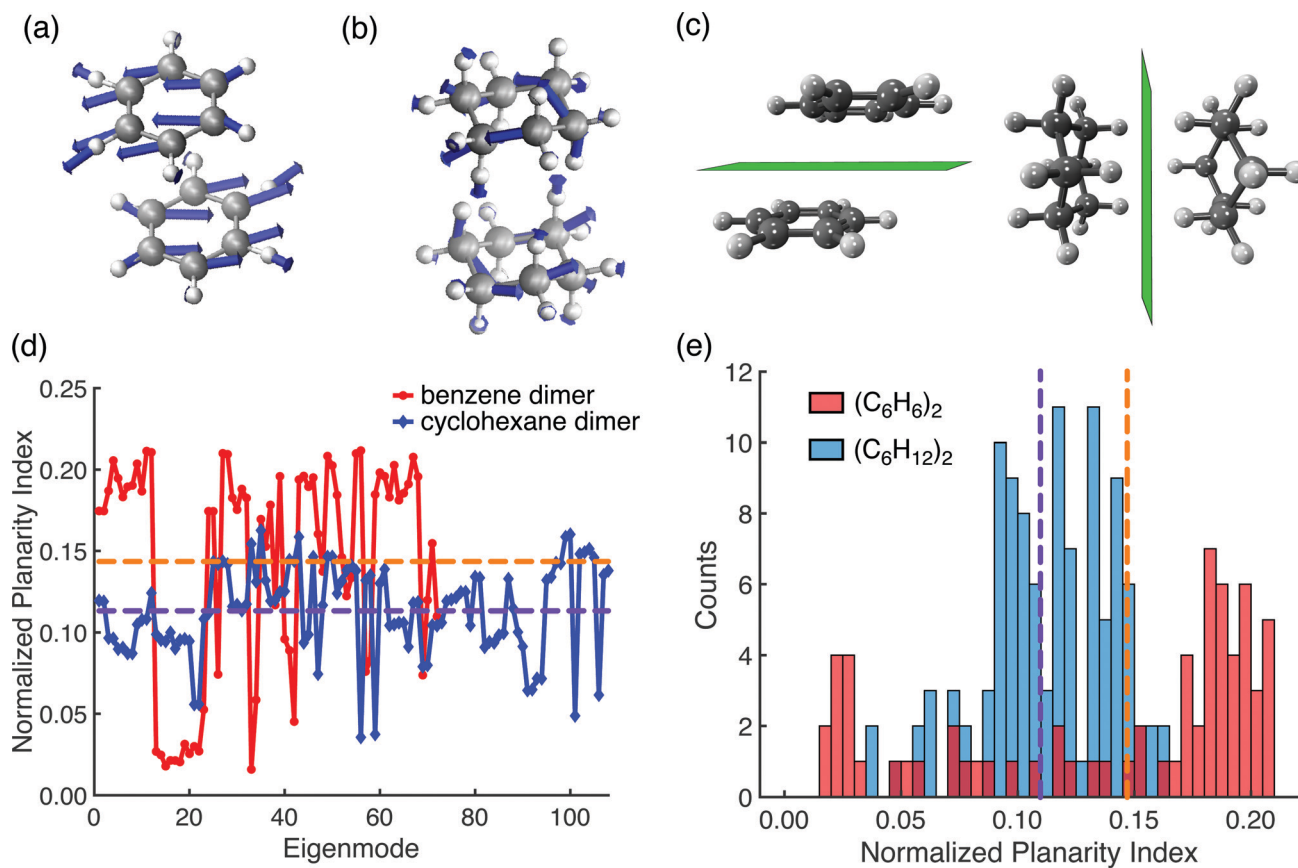 (a)
(b)
(c)
(d)
benzene dimer
cyclohexane dimer
Normalized Planarity Index
0.25
0.20
0.15
0.10
0.05
0.00
0 20 40 60 80 100
Eigenmode
(e)
(C6H6)2
(C6H12)2
Counts
12
10
8
6
4
2
0
0.00 0.05 0.10 0.15 0.20
Normalized Planarity Index